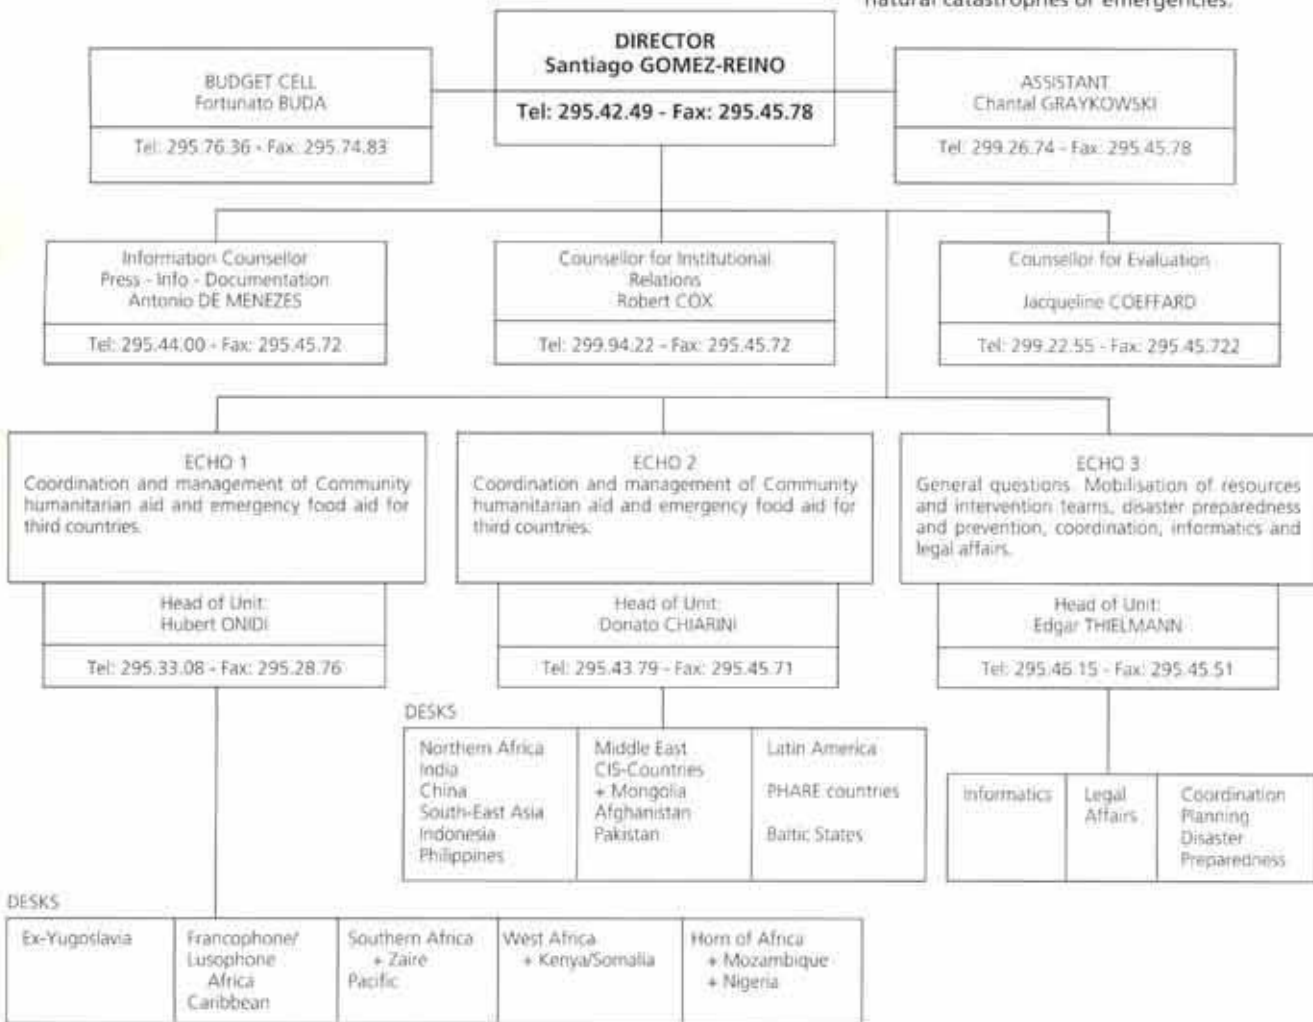 natural catastrophes or emergencies.
DIRECTOR
Santiago GOMEZ-REINO
Tel: 295.42.49 - Fax: 295.45.78
BUDGET CELL
Fortunato BUDA
Tel: 295.76.36 - Fax: 295.74.83
ASSISTANT
Chantal GRAYKOWSKI
Tel: 299.26.74 - Fax: 295.45.78
Information Counsellor
Press - Info - Documentation
Antonio DE MENEZES
Tel: 295.44.00 - Fax: 295.45.72
Counsellor for Institutional
Relations
Robert COX
Tel: 299.94.22 - Fax: 295.45.72
Counsellor for Evaluation
Jacqueline COEFFARD
Tel: 299.22.55 - Fax: 295.45.722
ECHO 1
Coordination and management of Community
humanitarian aid and emergency food aid for
third countries.
Head of Unit:
Hubert ONIDI
Tel: 295.33.08 - Fax: 295.28.76
ECHO 2
Coordination and management of Community
humanitarian aid and emergency food aid for
third countries.
Head of Unit:
Donato CHIARINI
Tel: 295.43.79 - Fax: 295.45.71
ECHO 3
General questions. Mobilisation of resources
and intervention teams, disaster preparedness
and prevention, coordination, informatics and
legal affairs.
Head of Unit:
Edgar THIELMANN
Tel: 295.46.15 - Fax: 295.45.51
DESKS
Northern Africa
India
China
South-East Asia
Indonesia
Philippines
Middle East
CIS-Countries
+ Mongolia
Afghanistan
Pakistan
Latin America
PHARE countries
Baltic States
Informatics
Legal
Affairs
Coordination
Planning
Disaster
Preparedness
DESKS
Ex-Yugoslavia
Francophone/
Lusophone
Africa
Caribbean
Southern Africa
+ Zaire
Pacific
West Africa
+ Kenya/Somalia
Horn of Africa
+ Mozambique
+ Nigeria